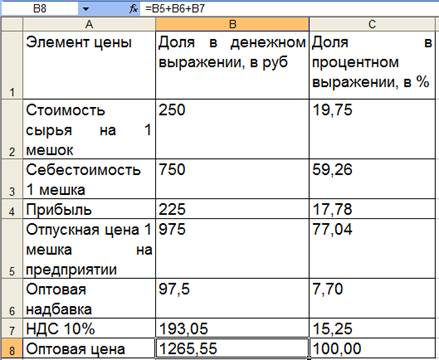 B8 fx =B5+B6+B7
A B C
1 Элемент цены Доля в денежном выражении, в руб Доля в процентном выражении, в %
2 Стоимость сырья на 1 мешок 250 19,75
3 Себестоимость 1 мешка 750 59,26
4 Прибыль 225 17,78
5 Отпускная цена 1 мешка на предприятии 975 77,04
6 Оптовая надбавка 97,5 7,70
7 НДС 10% 193,05 15,25
8 Оптовая цена 1265,55 100,00